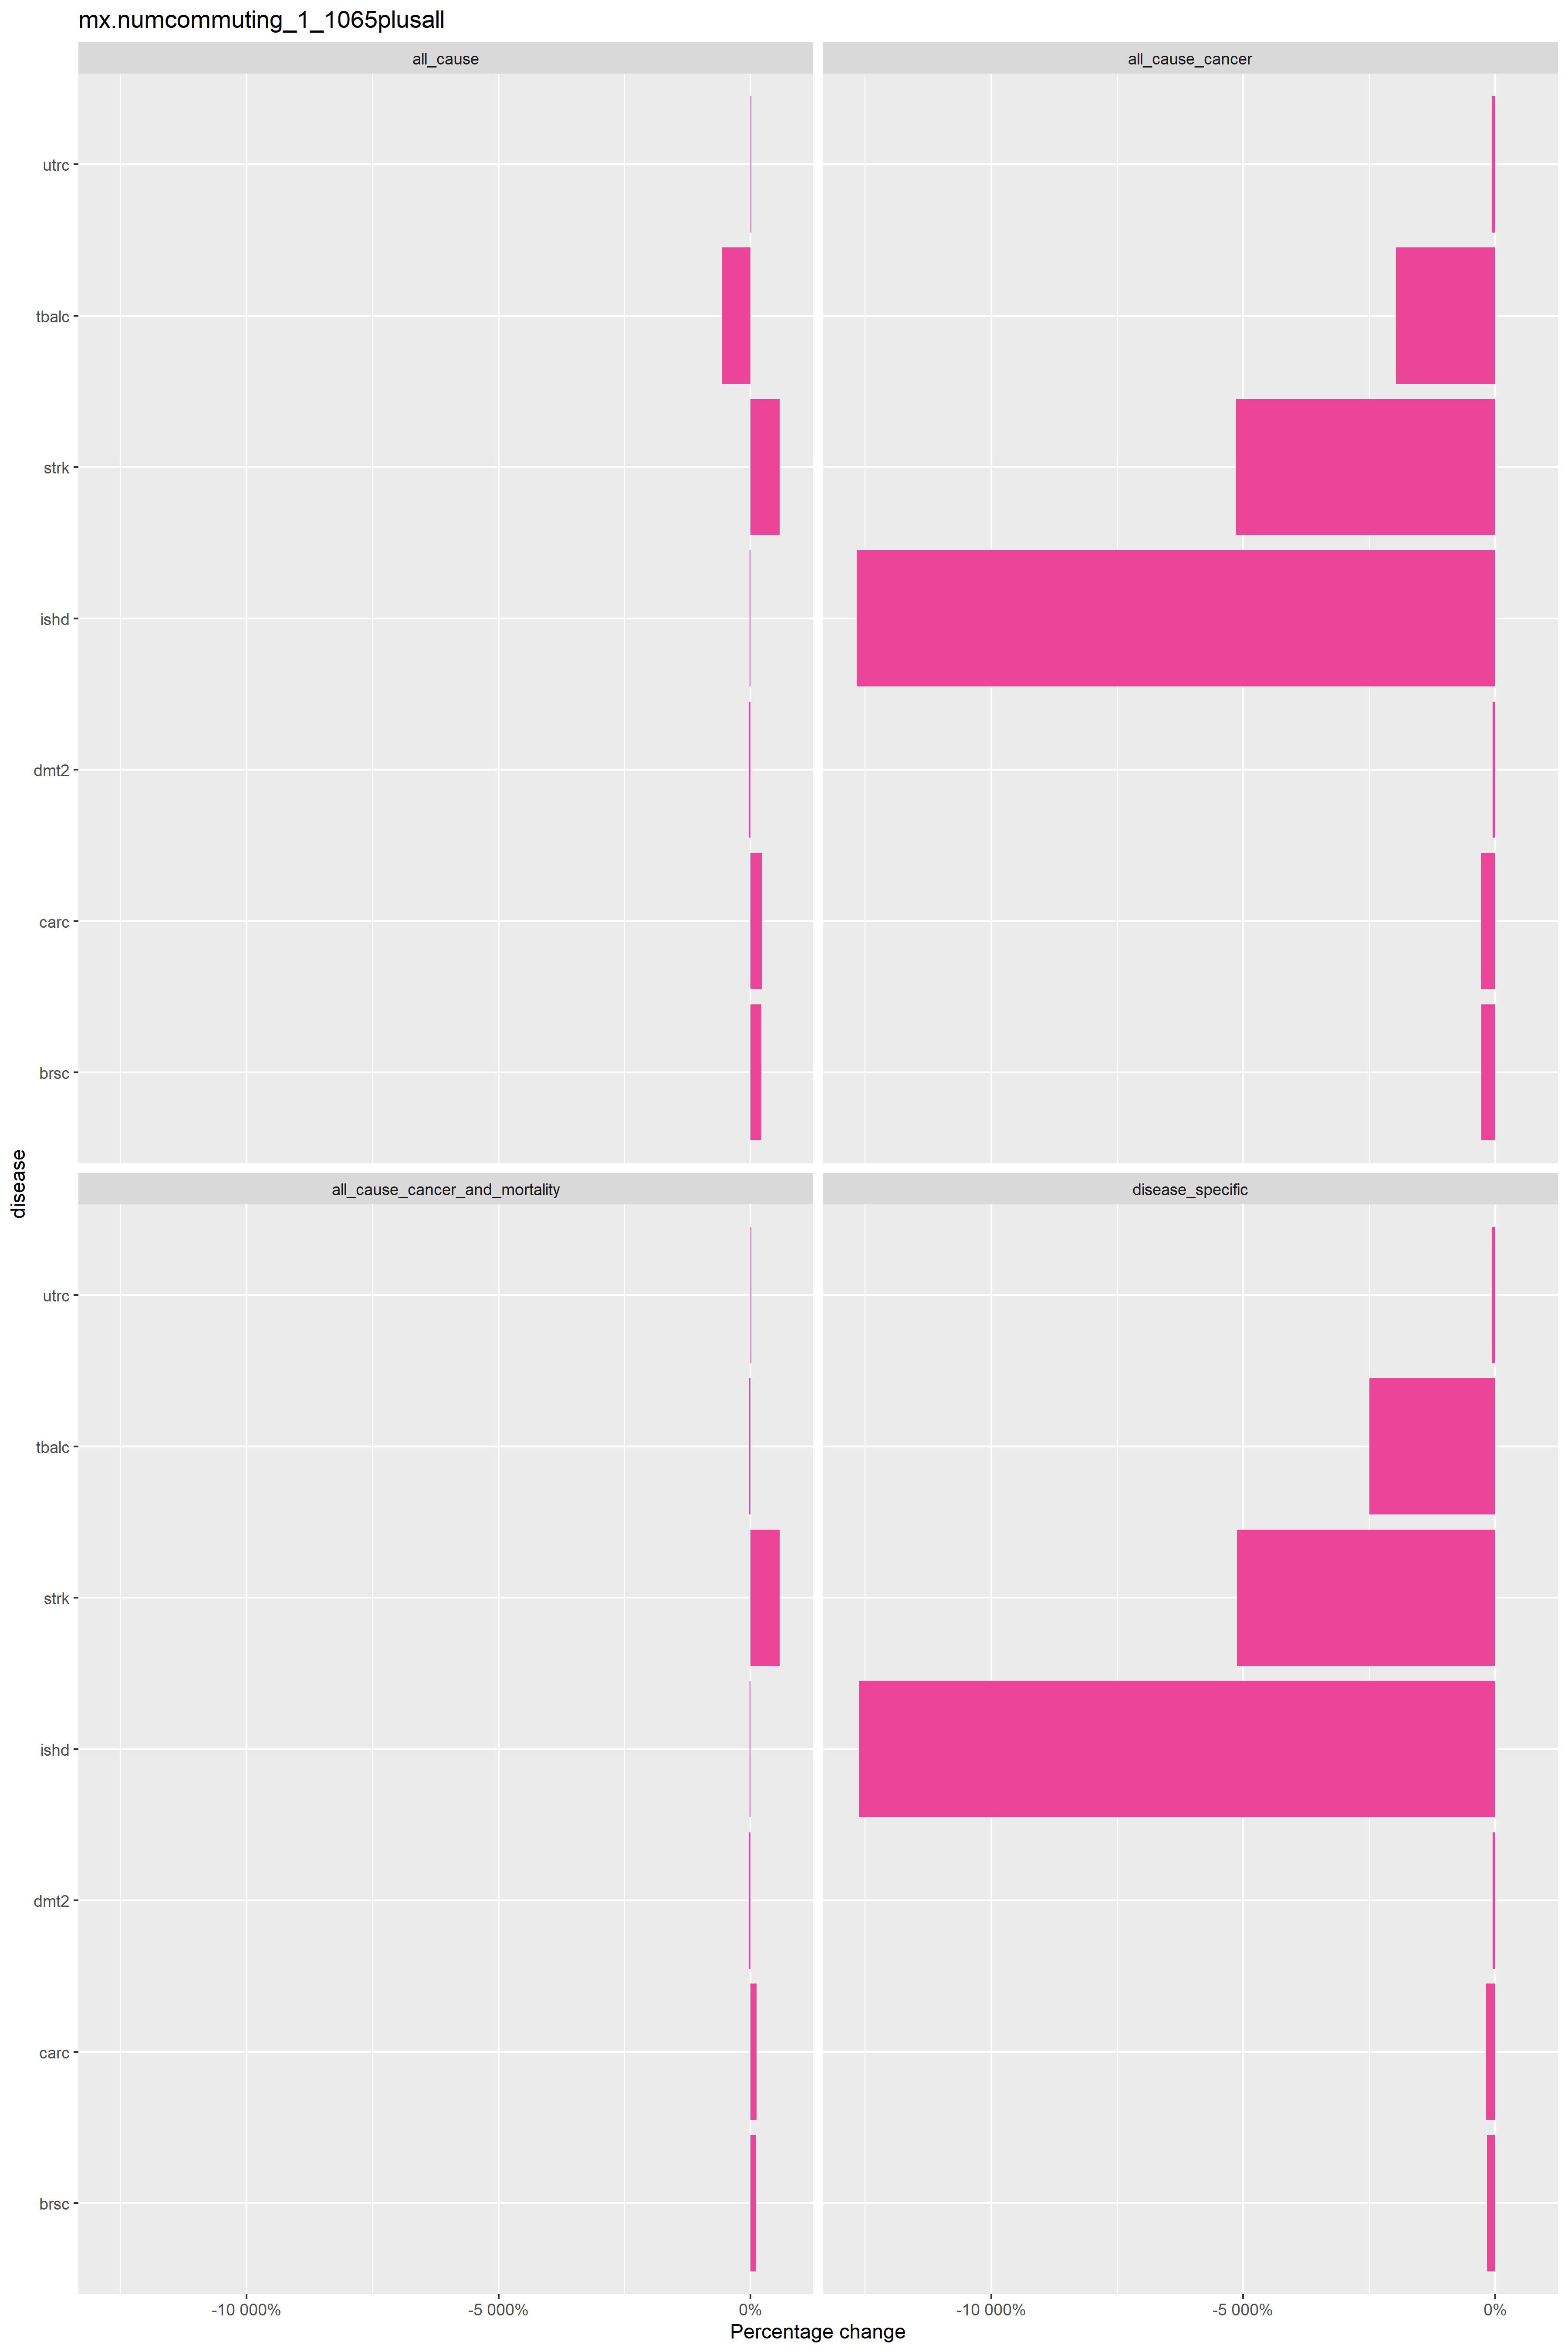 mx.numcommuting_1_1065plusall
all_cause
all_cause_cancer
utrc
tbalc
strk
ishd
dmt2
carc
brsc
disease
all_cause_cancer_and_mortality
disease_specific
utrc
tbalc
strk
ishd
dmt2
carc
brsc
-10 000%
-5 000%
0%
-10 000%
-5 000%
0%
Percentage change